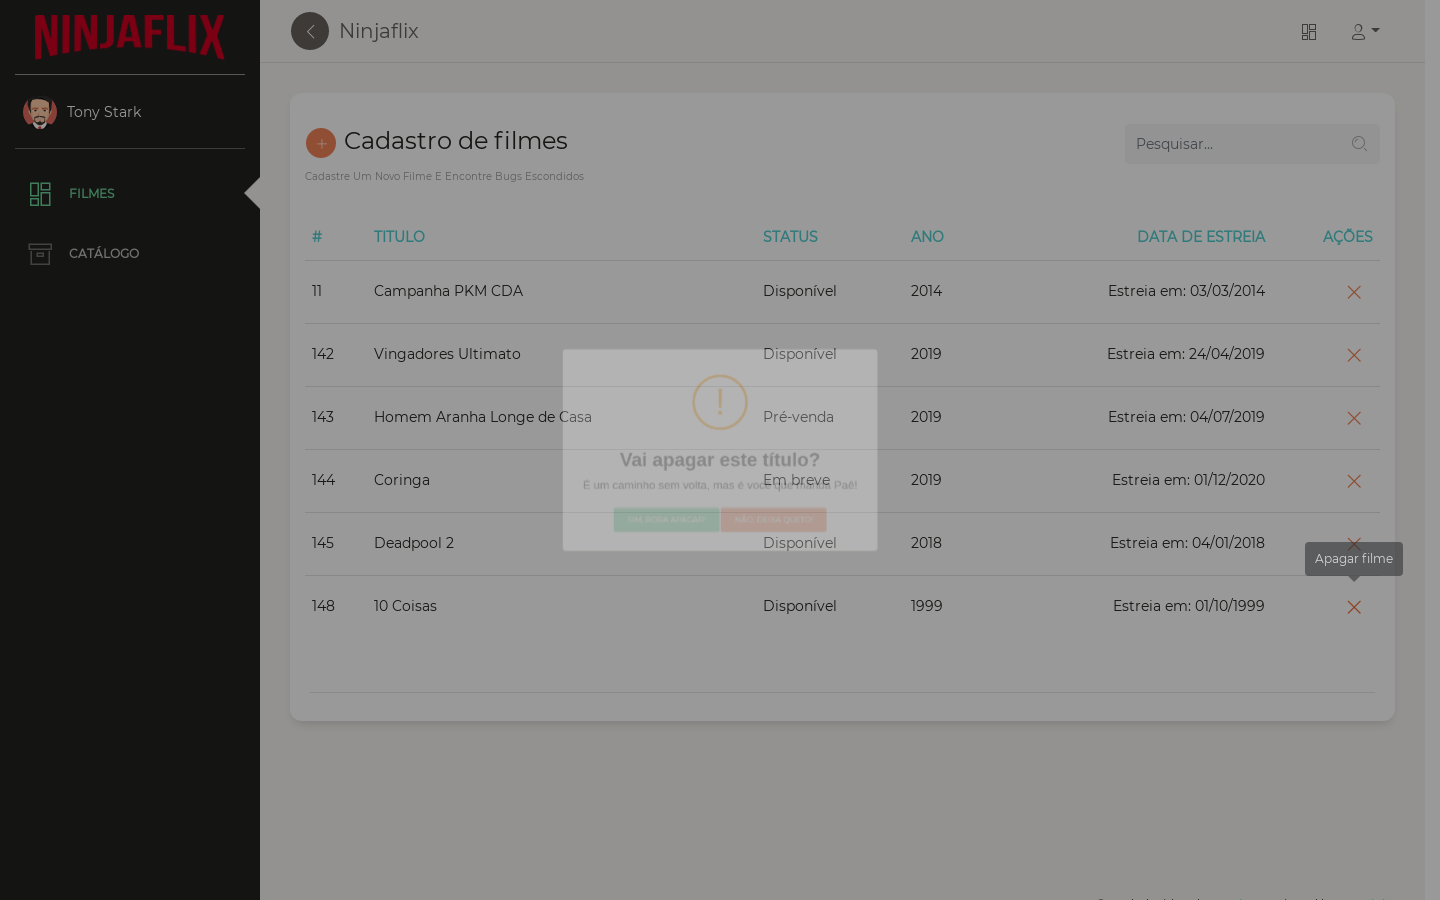 NINJAFLIX
Ninjaflix
Tony Stark
FILMES
CATÁLOGO
Cadastro de filmes
Pesquisar...
Cadastre Um Novo Filme E Encontre Bugs Escondidos
# TITULO STATUS ANO DATA DE ESTREIA AÇÕES
11 Campanha PKM CDA Disponível 2014 Estreia em: 03/03/2014
142 Vingadores Ultimato Disponível 2019 Estreia em: 24/04/2019
143 Homem Aranha Longe de Casa Pré-venda 2019 Estreia em: 04/07/2019
144 Coringa Em breve 2019 Estreia em: 01/12/2020
145 Deadpool 2 Disponível 2018 Estreia em: 04/01/2018
148 10 Coisas Disponível 1999 Estreia em: 01/10/1999
Apagar filme
Vai apagar este título?
É um caminho sem volta, mas é você que manda Paê!
NÃO, DEIXA QUIETO!